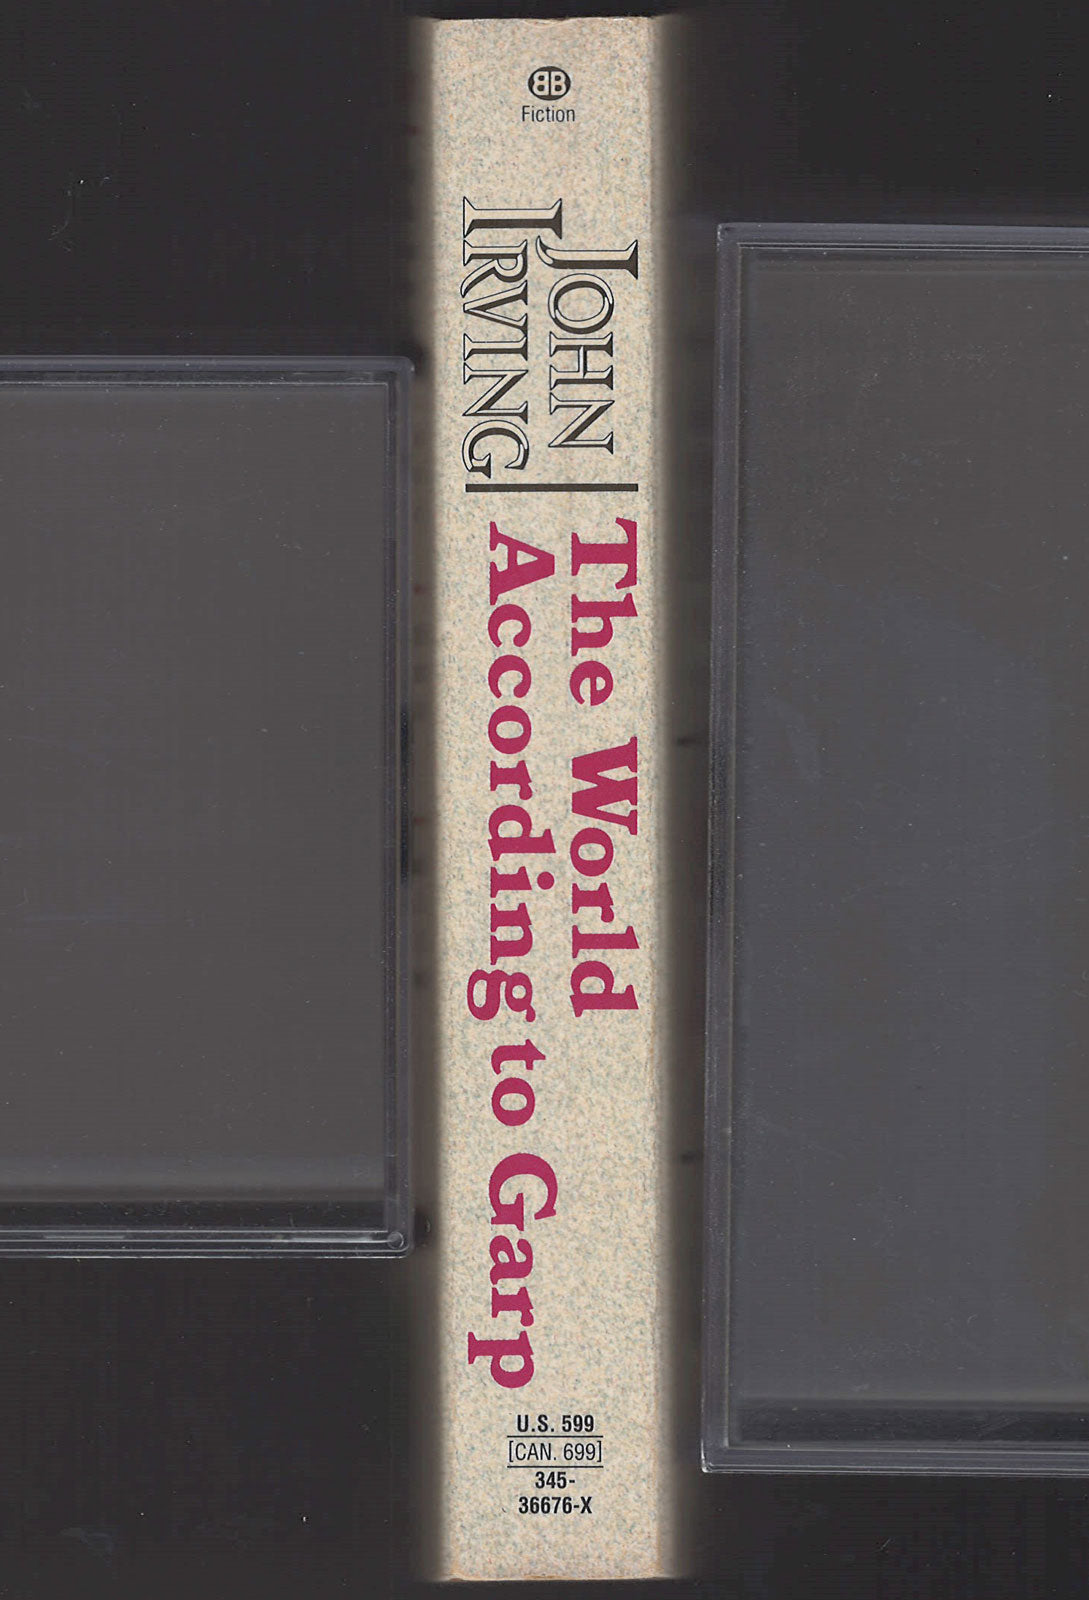 BB
Fiction
JOHN
IRVING
The World
According to Garp
U.S. 599
[CAN. 699]
345-
36676-X